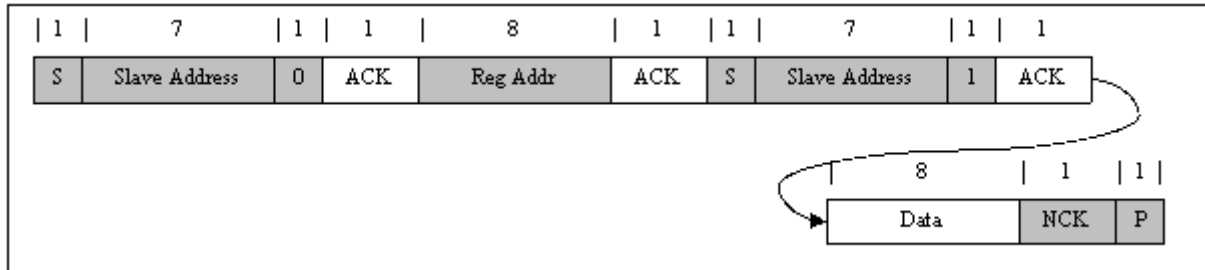 | 1 | 7 | 1 | 1 | 8 | 1 | 1 | 7 | 1 | 1
S Slave Address 0 ACK Reg Addr ACK S Slave Address 1 ACK
| 8 | 1 | 1 |
Data NCK P